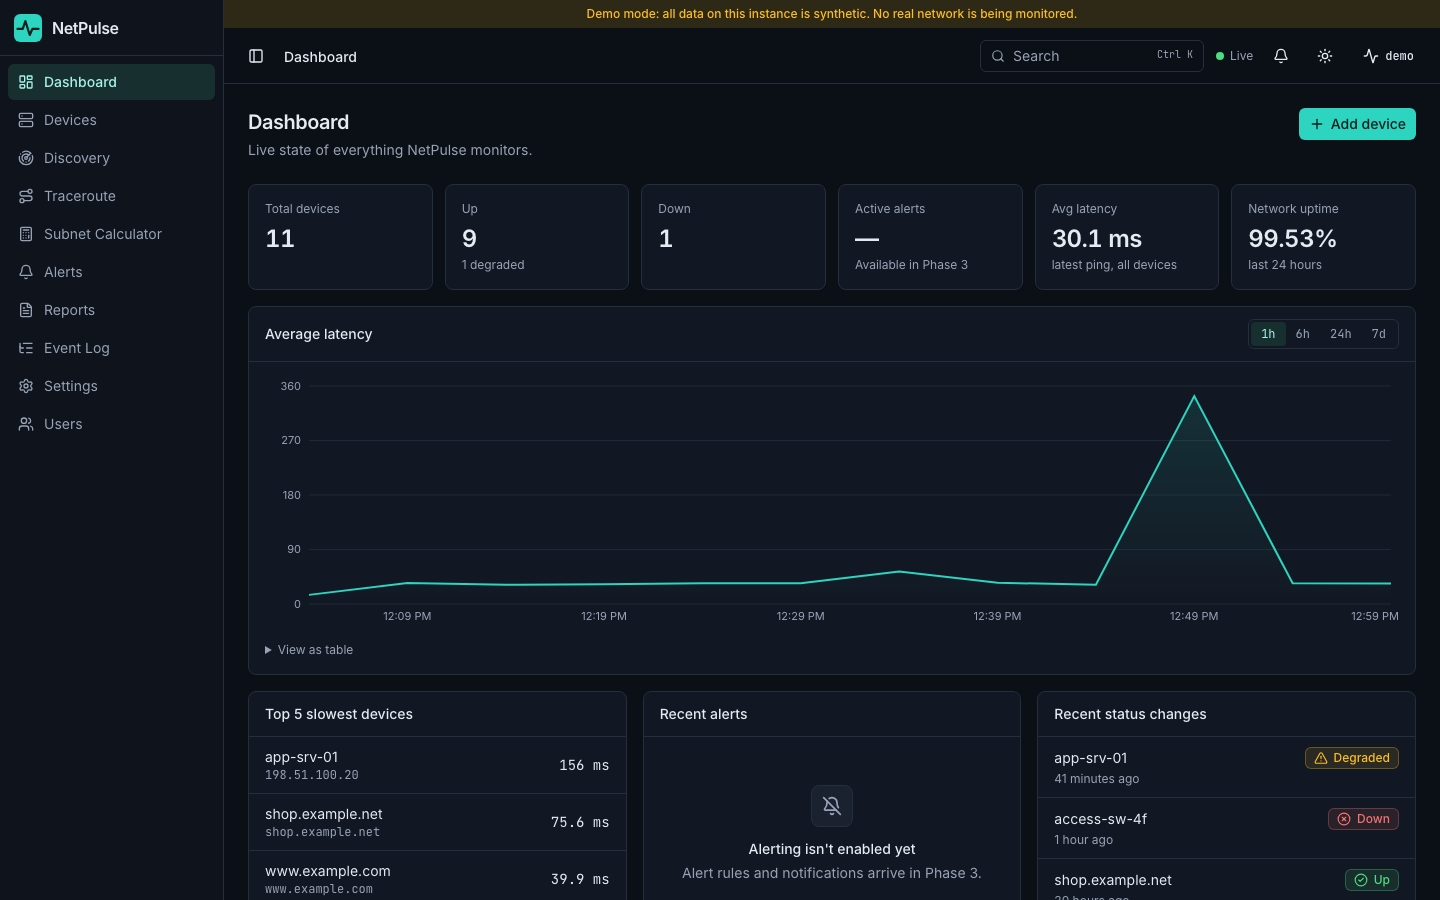 Demo mode: all data on this instance is synthetic. No real network is being monitored.
NetPulse
Dashboard
Devices
Discovery
Traceroute
Subnet Calculator
Alerts
Reports
Event Log
Settings
Users
Dashboard
Search Ctrl K
Live
demo
Dashboard
Live state of everything NetPulse monitors.
Add device
Total devices
11
Up
9
1 degraded
Down
1
Active alerts
—
Available in Phase 3
Avg latency
30.1 ms
latest ping, all devices
Network uptime
99.53%
last 24 hours
Average latency
1h 6h 24h 7d
360
270
180
90
0
12:09 PM 12:19 PM 12:29 PM 12:39 PM 12:49 PM 12:59 PM
View as table
Top 5 slowest devices
app-srv-01
198.51.100.20
156 ms
shop.example.net
shop.example.net
75.6 ms
www.example.com
www.example.com
39.9 ms
Recent alerts
Alerting isn't enabled yet
Alert rules and notifications arrive in Phase 3.
Recent status changes
app-srv-01
Degraded
41 minutes ago
access-sw-4f
Down
1 hour ago
shop.example.net
Up
hours ago